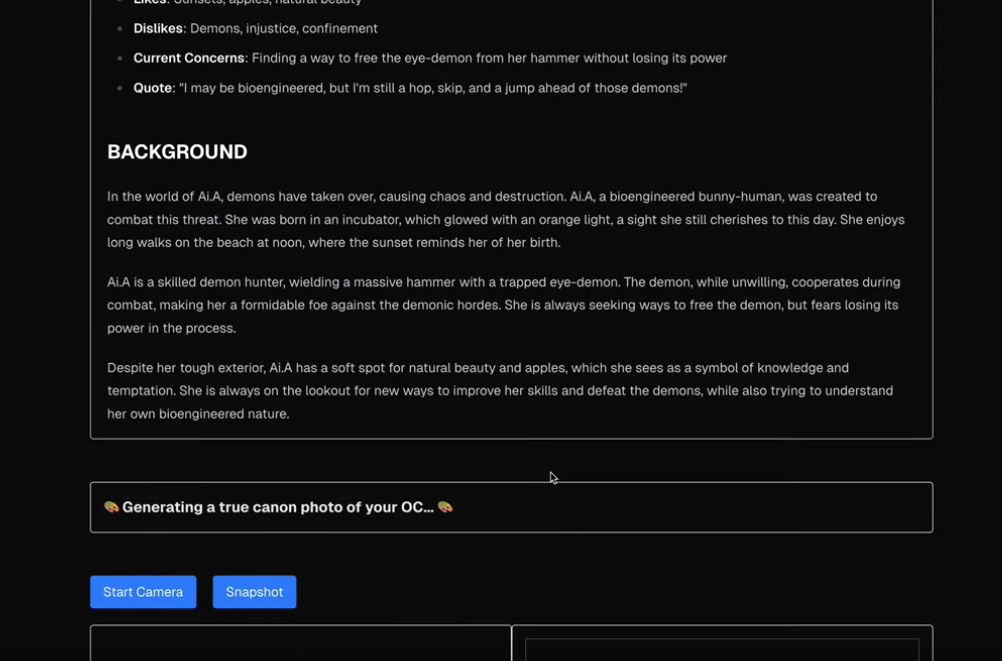 Likes: Sunsets, apples, natural beauty
Dislikes: Demons, injustice, confinement
Current Concerns: Finding a way to free the eye-demon from her hammer without losing its power
Quote: "I may be bioengineered, but I'm still a hop, skip, and a jump ahead of those demons!"
BACKGROUND
In the world of Ai.A, demons have taken over, causing chaos and destruction. Ai.A, a bioengineered bunny-human, was created to
combat this threat. She was born in an incubator, which glowed with an orange light, a sight she still cherishes to this day. She enjoys
long walks on the beach at noon, where the sunset reminds her of her birth.
Ai.A is a skilled demon hunter, wielding a massive hammer with a trapped eye-demon. The demon, while unwilling, cooperates during
combat, making her a formidable foe against the demonic hordes. She is always seeking ways to free the demon, but fears losing its
power in the process.
Despite her tough exterior, Ai.A has a soft spot for natural beauty and apples, which she sees as a symbol of knowledge and
temptation. She is always on the lookout for new ways to improve her skills and defeat the demons, while also trying to understand
her own bioengineered nature.
🎨 Generating a true canon photo of your OC... 🎨
Start Camera
Snapshot